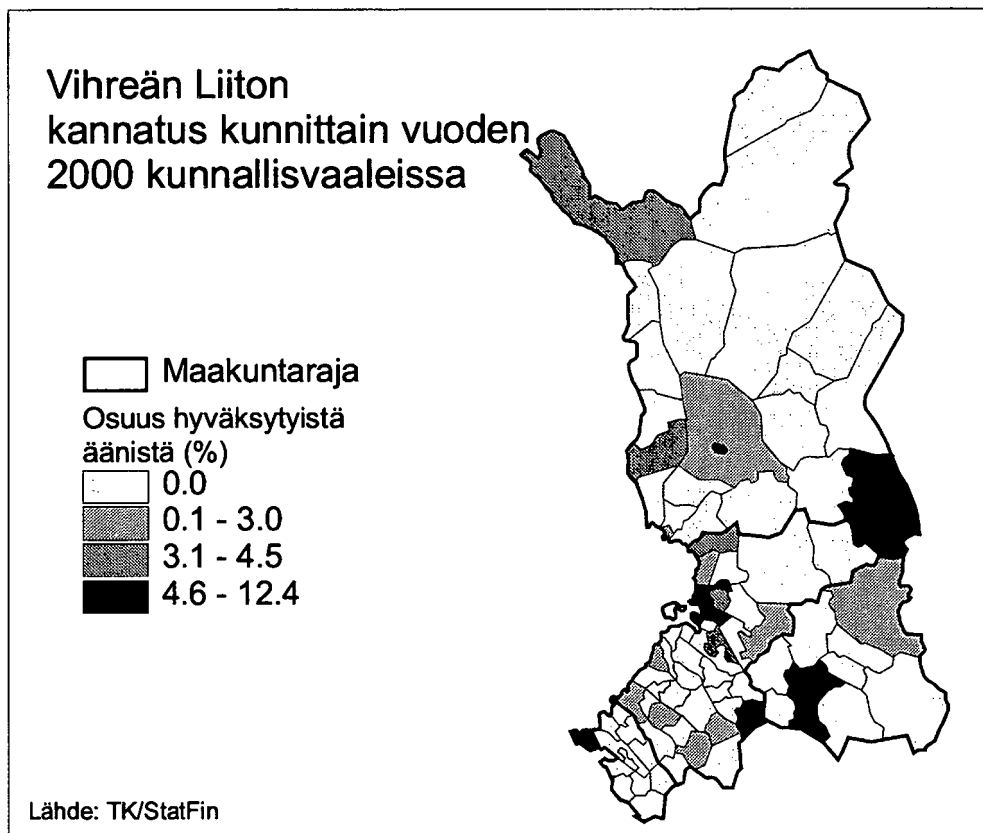 Vihreän Liiton
kannatus kunnittain vuoden
2000 kunnallisvaaleissa
Maakuntaraja
Osuus hyväksytyistä
äänistä (%)
0.0
0.1 - 3.0
3.1 - 4.5
4.6 - 12.4
Lähde: TK/StatFin